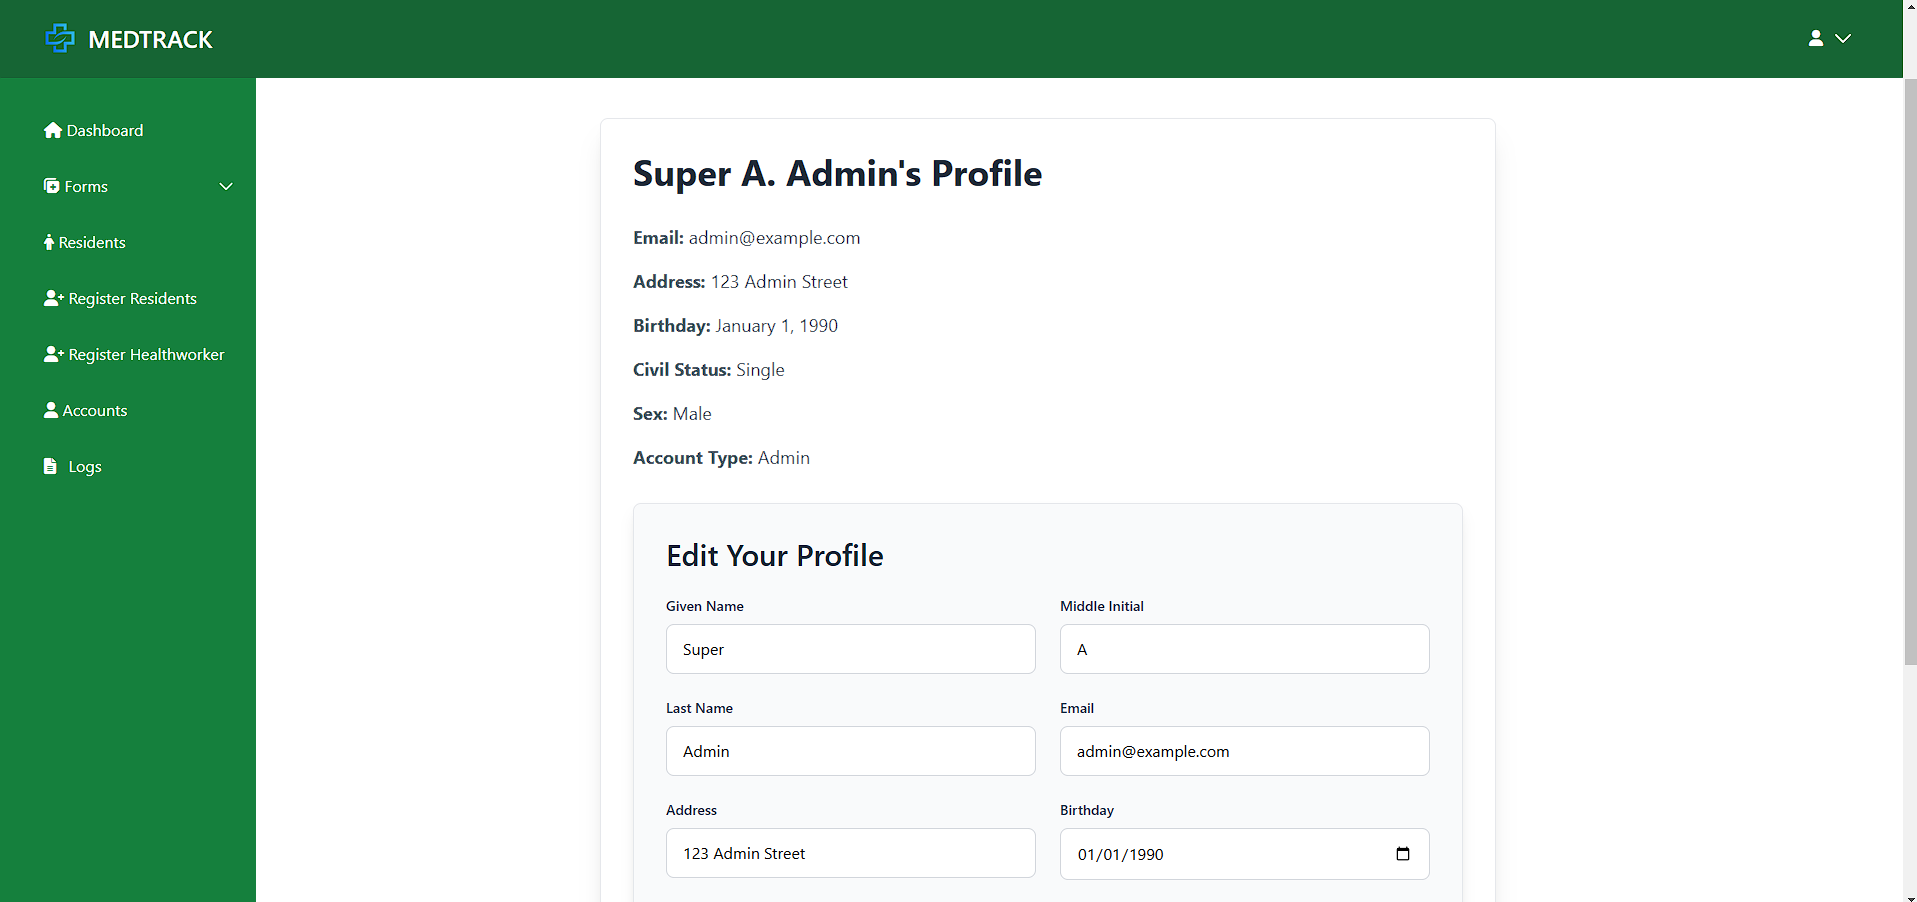 MEDTRACK
Dashboard
Forms
Residents
Register Residents
Register Healthworker
Accounts
Logs
Super A. Admin's Profile
Email: admin@example.com
Address: 123 Admin Street
Birthday: January 1, 1990
Civil Status: Single
Sex: Male
Account Type: Admin
Edit Your Profile
Given Name
Middle Initial
Super
A
Last Name
Email
Admin
admin@example.com
Address
Birthday
123 Admin Street
01/01/1990